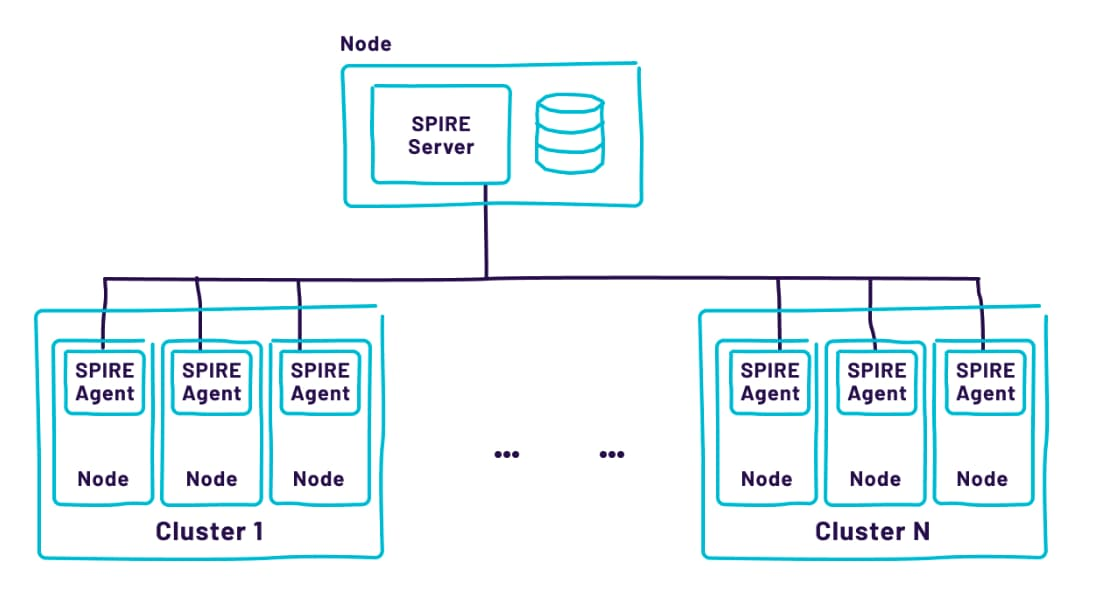 Node
SPIRE
Server
SPIRE
Agent
SPIRE
Agent
SPIRE
Agent
SPIRE
Agent
SPIRE
Agent
SPIRE
Agent
... ...
Node
Node
Node
Node
Node
Node
Cluster 1
Cluster N